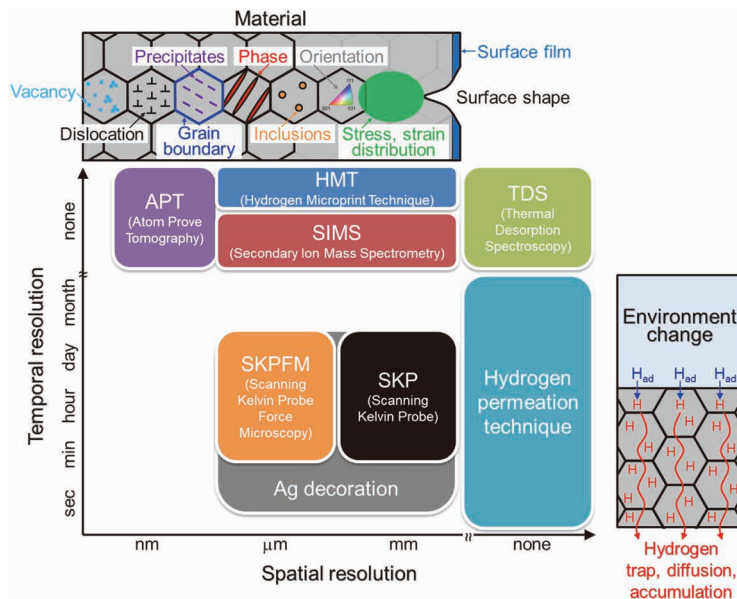 Material
Precipitates
Phase
Orientation
Surface film
Vacancy
111
001
101
Surface shape
Dislocation
Grain
boundary
Inclusions
Stress, strain
distribution
Temporal resolution
none
month
day
hour
min
sec
APT
(Atom Prove
Tomography)
HMT
(Hydrogen Microprint Technique)
SIMS
(Secondary Ion Mass Spectrometry)
TDS
(Thermal
Desorption
Spectroscopy)
SKPFM
(Scanning
Kelvin Probe
Force
Microscopy)
SKP
(Scanning
Kelvin Probe)
Ag decoration
Hydrogen
permeation
technique
≈
≈
nm
μm
mm
none
Spatial resolution
Environment
change
Had Had Had
H H H
H H H
H H H H
H H H
H H H H
Hydrogen
trap, diffusion,
accumulation